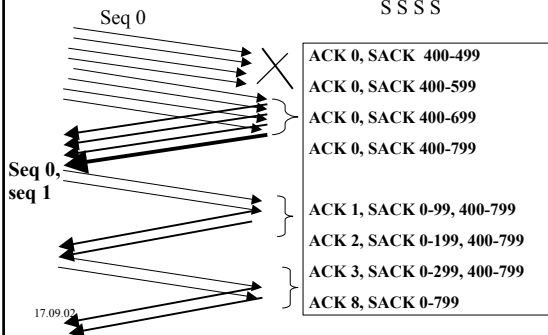 S S S S
Seq 0
ACK 0, SACK 400-499
ACK 0, SACK 400-599
ACK 0, SACK 400-699
ACK 0, SACK 400-799
Seq 0,
seq 1
ACK 1, SACK 0-99, 400-799
ACK 2, SACK 0-199, 400-799
ACK 3, SACK 0-299, 400-799
ACK 8, SACK 0-799
17.09.02